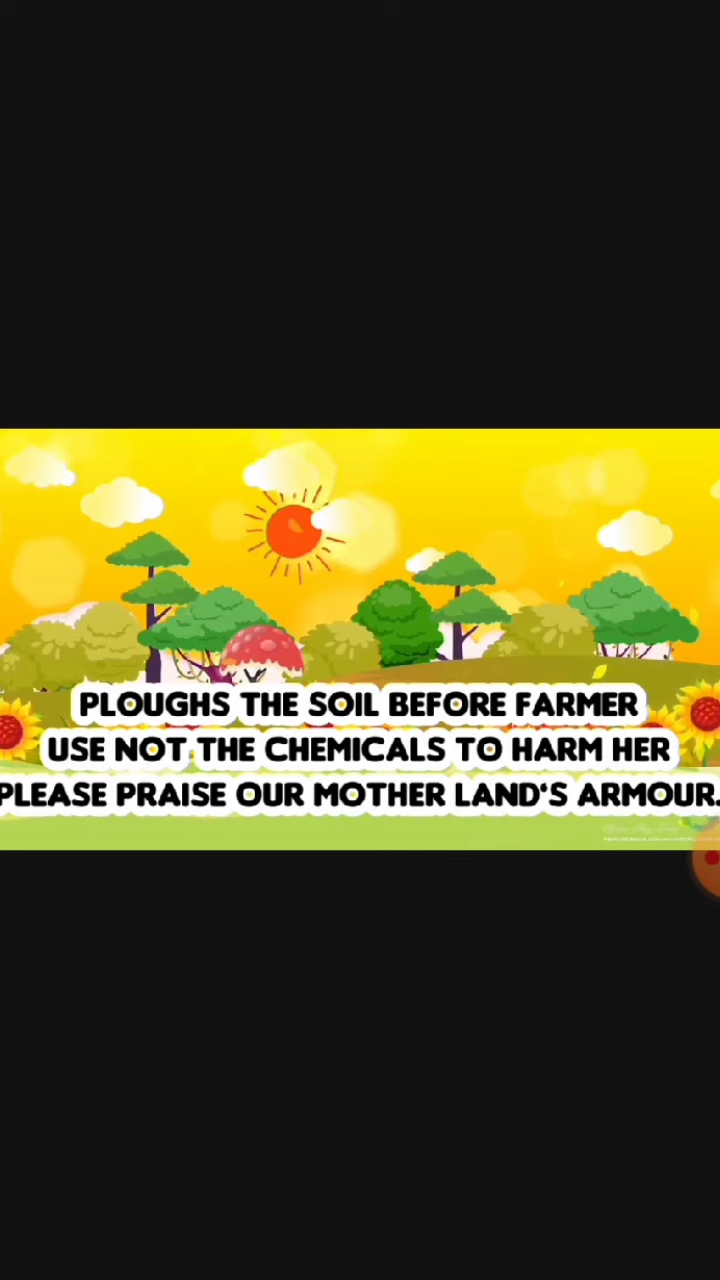 PLOUGHS THE SOIL BEFORE FARMER
USE NOT THE CHEMICALS TO HARM HER
PLEASE PRAISE OUR MOTHER LAND'S ARMOUR.